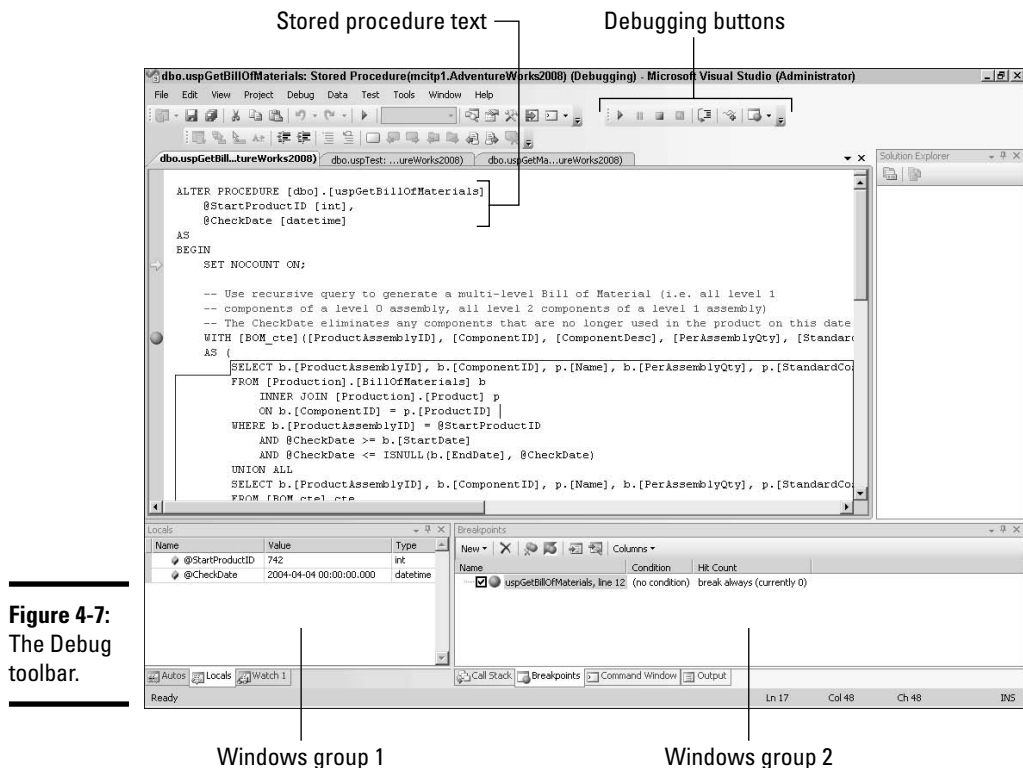 Stored procedure text
Debugging buttons
dbo.uspGetBillOfMaterials: Stored Procedure(mcitp1.AdventureWorks2008) (Debugging) - Microsoft Visual Studio (Administrator)
File Edit View Project Debug Data Test Tools Window Help
dbo.uspGetBill...tureWorks2008) dbo.uspTest: ...ureWorks2008) dbo.uspGetMa...ureWorks2008)
Solution Explorer
ALTER PROCEDURE [dbo].[uspGetBillOfMaterials]
@StartProductID [int],
@CheckDate [datetime]
AS
BEGIN
SET NOCOUNT ON;
-- Use recursive query to generate a multi-level Bill of Material (i.e. all level 1
-- components of a level 0 assembly, all level 2 components of a level 1 assembly)
-- The CheckDate eliminates any components that are no longer used in the product on this date
WITH [BOM_cte]([ProductAssemblyID], [ComponentID], [ComponentDesc], [PerAssemblyQty], [Standard
AS (
SELECT b.[ProductAssemblyID], b.[ComponentID], p.[Name], b.[PerAssemblyQty], p.[StandardCo
FROM [Production].[BillOfMaterials] b
INNER JOIN [Production].[Product] p
ON b.[ComponentID] = p.[ProductID]
WHERE b.[ProductAssemblyID] = @StartProductID
AND @CheckDate >= b.[StartDate]
AND @CheckDate <= ISNULL(b.[EndDate], @CheckDate)
UNION ALL
SELECT b.[ProductAssemblyID], b.[ComponentID], p.[Name], b.[PerAssemblyQty], p.[StandardCo
FROM [BOM_cte] cte
Locals
Name Value Type
@StartProductID 742 int
@CheckDate 2004-04-04 00:00:00.000 datetime
Autos Locals Watch 1
Breakpoints
New Columns
Name Condition Hit Count
uspGetBillOfMaterials, line 12 (no condition) break always (currently 0)
Call Stack Breakpoints Command Window Output
Ready Ln 17 Col 48 Ch 48 INS
Figure 4-7:
The Debug
toolbar.
Windows group 1
Windows group 2